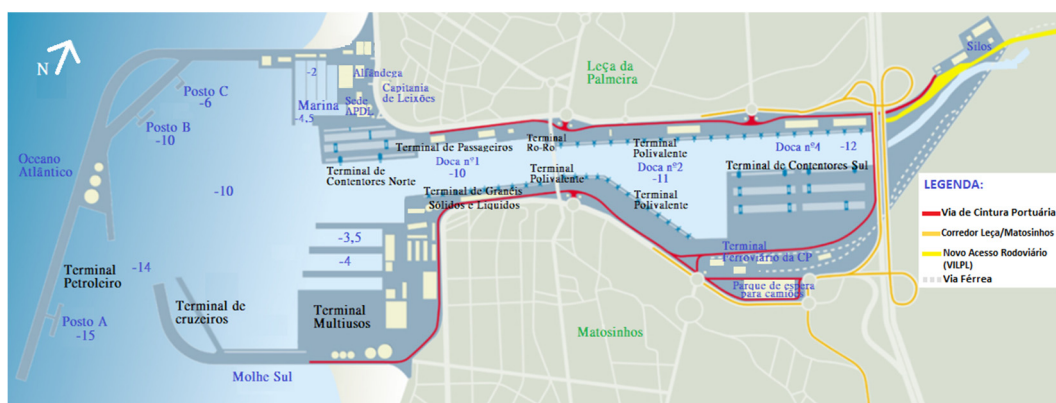 N
Oceano
Atlântico
Posto C
-6
Posto B
-10
-10
-2
Marina
-4,5
Alfândega
Sede
APDL
Capitania
de Leixões
Leça da
Palmeira
Silos
Terminal de Passageiros
Terminal de
Contentores Norte
Doca nº1
-10
Terminal
Ro-Ro
Terminal
Polivalente
Terminal
Polivalente
Doca nº2
-11
Terminal
Polivalente
Doca nº4
-12
Terminal de Contentores Sul
Terminal de Granéis
Sólidos e Líquidos
-3,5
-4
Terminal
Ferroviário da CP
Parque de espera
para camiões
Terminal
Petroleiro
-14
Posto A
-15
Terminal de
cruzeiros
Terminal
Multiusos
Molhe Sul
Matosinhos
LEGENDA:
Via de Cintura Portuária
Corredor Leça/Matosinhos
Novo Acesso Rodoviário
(VILPL)
Via Férrea